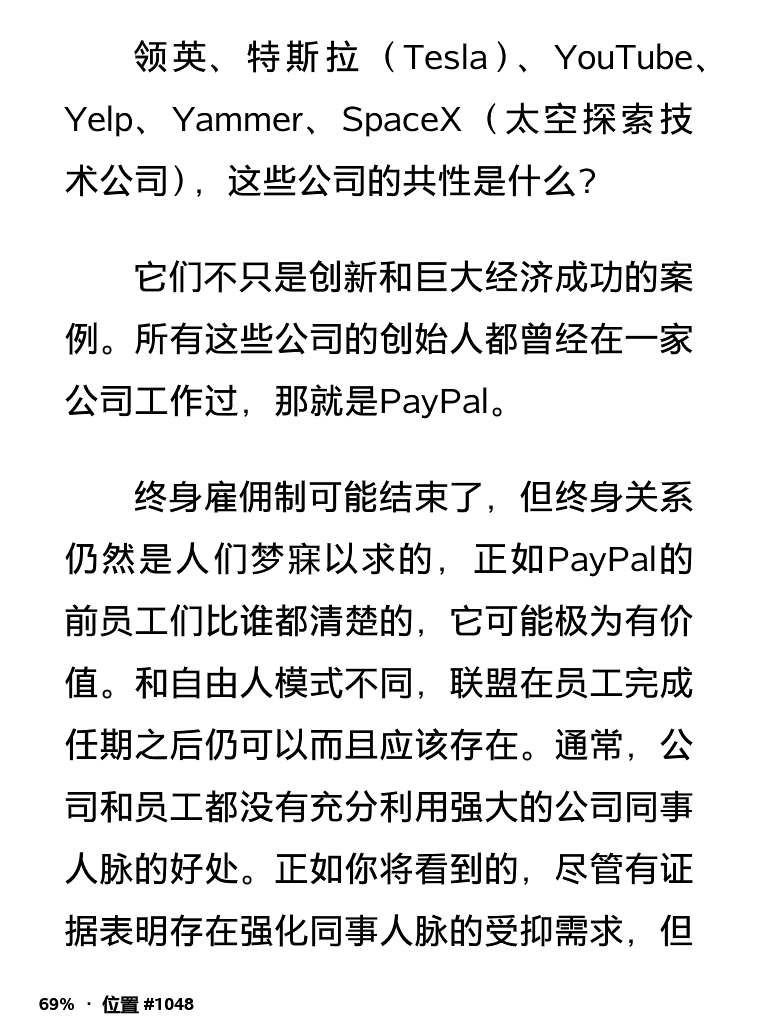 领英、特斯拉（Tesla）、YouTube、
Yelp、Yammer、SpaceX（太空探索技
术公司），这些公司的共性是什么？
它们不只是创新和巨大经济成功的案
例。所有这些公司的创始人都曾经在一家
公司工作过，那就是PayPal。
终身雇佣制可能结束了，但终身关系
仍然是人们梦寐以求的，正如PayPal的
前员工们比谁都清楚的，它可能极为有价
值。和自由人模式不同，联盟在员工完成
任期之后仍可以而且应该存在。通常，公
司和员工都没有充分利用强大的公司同事
人脉的好处。正如你将看到的，尽管有证
据表明存在强化同事人脉的受抑需求，但
69% · 位置 #1048